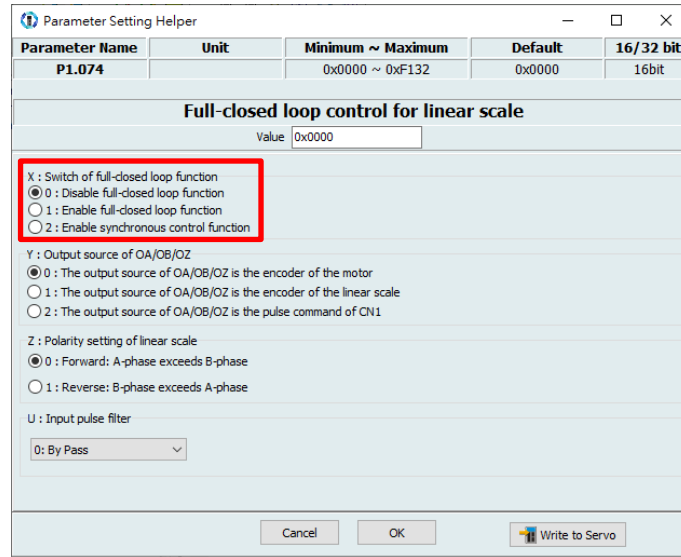 Parameter Setting Helper
Parameter Name Unit Minimum ~ Maximum Default 16/32 bit
P1.074 0x0000 ~ 0xF132 0x0000 16bit
Full-closed loop control for linear scale
Value 0x0000
X : Switch of full-closed loop function
0 : Disable full-closed loop function
1 : Enable full-closed loop function
2 : Enable synchronous control function
Y : Output source of OA/OB/OZ
0 : The output source of OA/OB/OZ is the encoder of the motor
1 : The output source of OA/OB/OZ is the encoder of the linear scale
2 : The output source of OA/OB/OZ is the pulse command of CN1
Z : Polarity setting of linear scale
0 : Forward: A-phase exceeds B-phase
1 : Reverse: B-phase exceeds A-phase
U : Input pulse filter
0: By Pass
Cancel OK Write to Servo